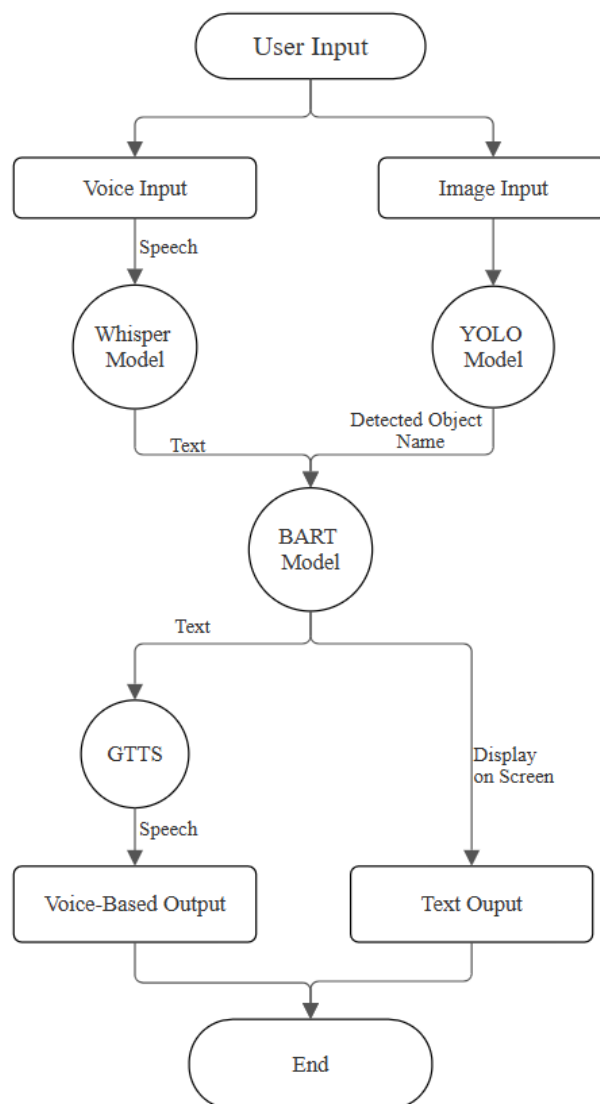 User Input
Voice Input
Image Input
Speech
Whisper
Model
YOLO
Model
Detected Object
Name
Text
BART
Model
Text
GTTS
Display
on Screen
Speech
Voice-Based Output
Text Ouput
End